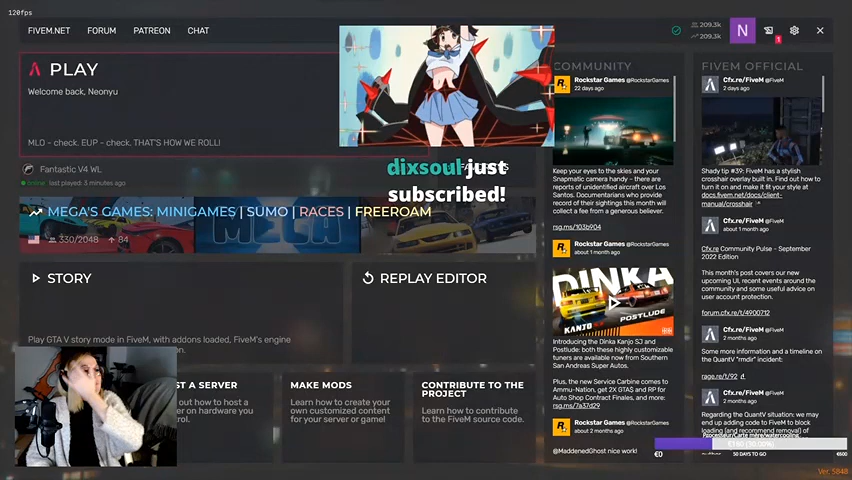 120fps
FIVEM.NET FORUM PATREON CHAT
209.3k
209.3k
N
1
PLAY
Welcome back, Neonyu
MLO - check. EUP - check. THAT'S HOW WE ROLL!
Fantastic V4 WL
online last played: 3 minutes ago
dixsoul just
subscribed!
MEGA'S GAMES: MINIGAMES | SUMO | RACES | FREEROAM
330/2048 84
STORY
Play GTA V story mode in FiveM, with addons loaded, FiveM's engine
REPLAY EDITOR
T A SERVER
out how to host a
er on hardware you
rol.
MAKE MODS
Learn how to create your
own customized content
for your server or game!
CONTRIBUTE TO THE
PROJECT
Learn how to contribute
to the FiveM source code.
COMMUNITY
Rockstar Games @RockstarGames
22 days ago
Keep your eyes to the skies and your
Snapmatic camera handy – there are
reports of unidentified aircraft over Los
Santos. Documentarians who provide
record of their sightings this month will
collect a fee from a generous believer.
rsg.ms/103b904
Rockstar Games @RockstarGames
about 1 month ago
DINKA
KANJO SJ
POSTLUDE
Introducing the Dinka Kanjo SJ and
Postlude: both these highly customizable
tuners are available now from Southern
San Andreas Super Autos.
Plus, the new Service Carbine comes to
Ammu-Nation, get 2X GTA$ and RP for
Auto Shop Contract Finales, and more:
rsg.ms/7a37d29
Rockstar Games @RockstarGames
about 2 months ago
@MaddenedGhost nice work!
FIVEM OFFICIAL
Cfx.re/FiveM @FiveM
2 days ago
Shady tip #39: FiveM has a stylish
crosshair overlay built in. Find out how
to turn it on and make it fit your style at
docs.fivem.net/docs/client-
manual/crosshair
Cfx.re/FiveM @FiveM
about 1 month ago
Cfx.re Community Pulse - September
2022 Edition
This month's post covers our new
upcoming UI, recent events around the
community and some useful advice on
user account protection.
forum.cfx.re/t/4900712
Cfx.re/FiveM @FiveM
2 months ago
Some more information and a timeline on
the QuantV "rmdir" incident:
rage.re/t/92
Cfx.re/FiveM @FiveM
2 months ago
Regarding the QuantV situation: we may
end up adding code to FiveM to block
loading (and recommend removal) of
€0 50 DAYS TO GO €500
Ver. 5848